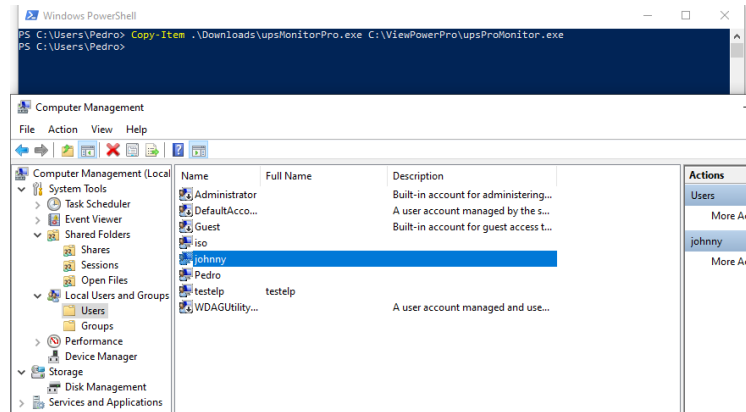 Windows PowerShell
PS C:\Users\Pedro> Copy-Item .\Downloads\upsMonitorPro.exe C:\ViewPowerPro\upsProMonitor.exe
PS C:\Users\Pedro>
Computer Management
File Action View Help
Computer Management (Local
System Tools
Task Scheduler
Event Viewer
Shared Folders
Shares
Sessions
Open Files
Local Users and Groups
Users
Groups
Performance
Device Manager
Storage
Disk Management
Services and Applications
Name Full Name Description
Administrator Built-in account for administering...
DefaultAcco... A user account managed by the s...
Guest Built-in account for guest access t...
iso
johnny
Pedro
testelp testelp
WDAGUtility... A user account managed and use...
Actions
Users
More A
johnny
More A